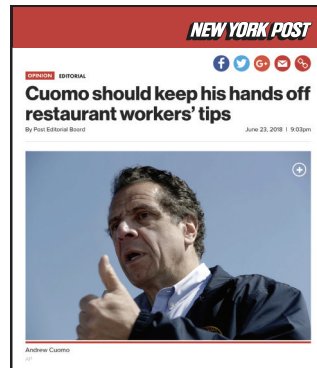 NEW YORK POST
OPINION EDITORIAL
Cuomo should keep his hands off
restaurant workers' tips
By Post Editorial Board June 23, 2018 | 9:03pm
Andrew Cuomo
AP